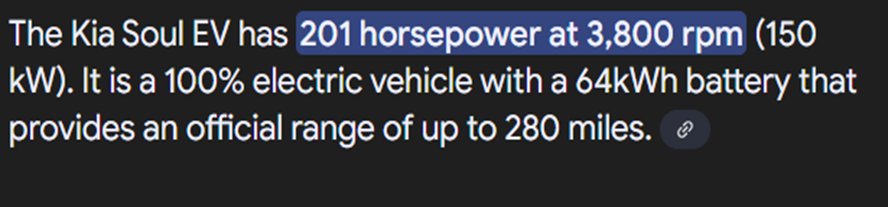 The Kia Soul EV has 201 horsepower at 3,800 rpm (150
kW). It is a 100% electric vehicle with a 64kWh battery that
provides an official range of up to 280 miles.